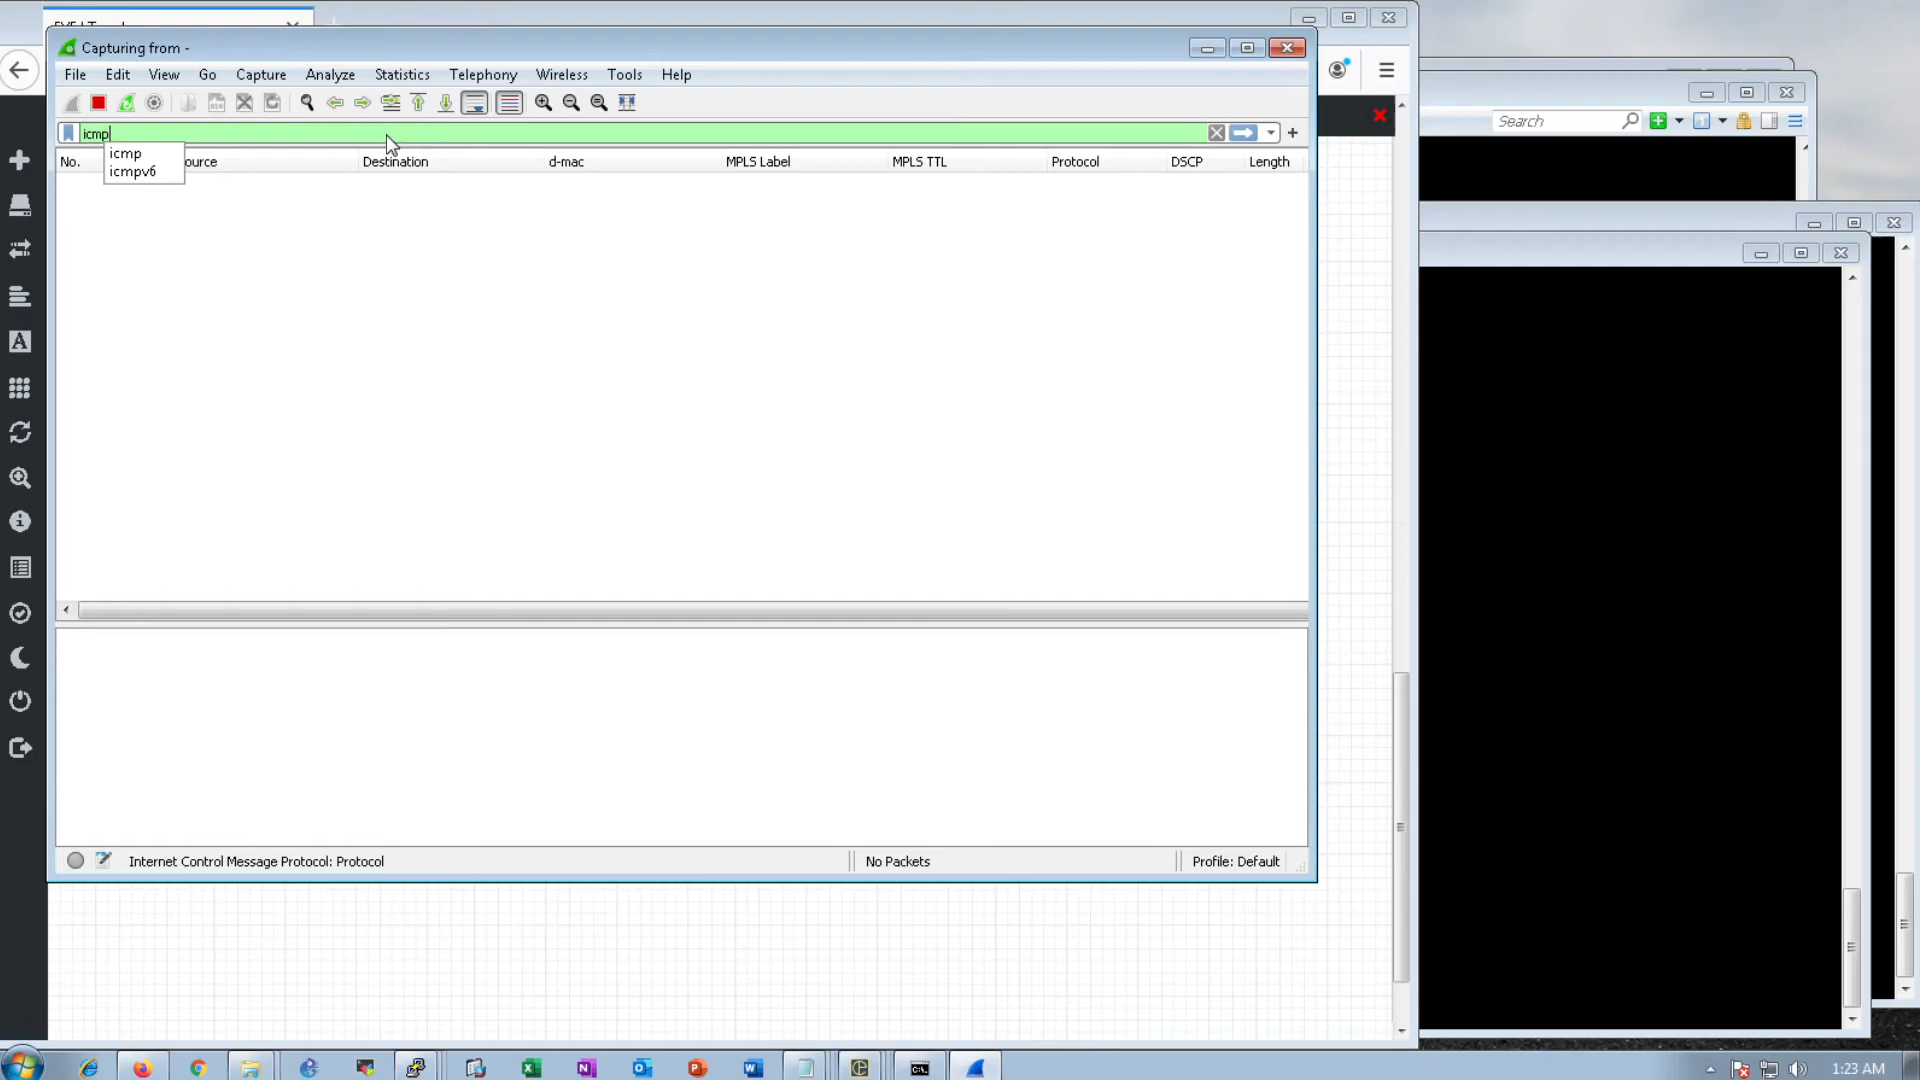 Capturing from -
File Edit View Go Capture Analyze Statistics Telephony Wireless Tools Help
Search
icmp
No. ource Destination d-mac MPLS Label MPLS TTL Protocol DSCP Length
icmp
icmpv6
Internet Control Message Protocol: Protocol
No Packets
Profile: Default
1:23 AM